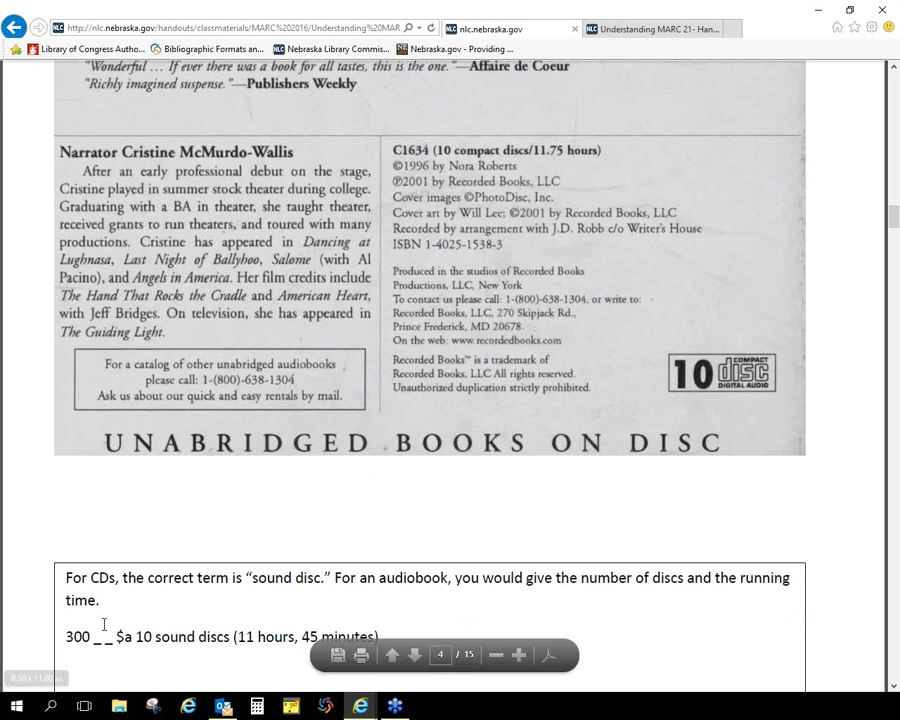 http://nlc.nebraska.gov/handouts/classmaterials/MARC%202016/Understanding%20MAR
nlc.nebraska.gov
Understanding MARC 21- Han...
Library of Congress Autho...
Bibliographic Formats an...
Nebraska Library Commis...
Nebraska.gov - Providing ...
"Wonderful ... If ever there was a book for all tastes, this is the one."—Affaire de Coeur
"Richly imagined suspense."—Publishers Weekly
Narrator Cristine McMurdo-Wallis
After an early professional debut on the stage,
Cristine played in summer stock theater during college.
Graduating with a BA in theater, she taught theater,
received grants to run theaters, and toured with many
productions. Cristine has appeared in Dancing at
Lughnasa, Last Night of Ballyhoo, Salome (with Al
Pacino), and Angels in America. Her film credits include
The Hand That Rocks the Cradle and American Heart,
with Jeff Bridges. On television, she has appeared in
The Guiding Light.
For a catalog of other unabridged audiobooks
please call: 1-(800)-638-1304
Ask us about our quick and easy rentals by mail.
C1634 (10 compact discs/11.75 hours)
©1996 by Nora Roberts
℗2001 by Recorded Books, LLC
Cover images ©PhotoDisc, Inc.
Cover art by Will Lee; ©2001 by Recorded Books, LLC
Recorded by arrangement with J.D. Robb c/o Writer's House
ISBN 1-4025-1538-3
Produced in the studios of Recorded Books
Productions, LLC, New York
To contact us please call: 1-(800)-638-1304, or write to:
Recorded Books, LLC, 270 Skipjack Rd.,
Prince Frederick, MD 20678.
On the web: www.recordedbooks.com
Recorded Books™ is a trademark of
Recorded Books, LLC All rights reserved.
Unauthorized duplication strictly prohibited.
10 COMPACT disc DIGITAL AUDIO
UNABRIDGED BOOKS ON DISC
For CDs, the correct term is “sound disc.” For an audiobook, you would give the number of discs and the running
time.
300 _ _ $a 10 sound discs (11 hours, 45 minutes)
4 / 15
8.50 x 11.00 in